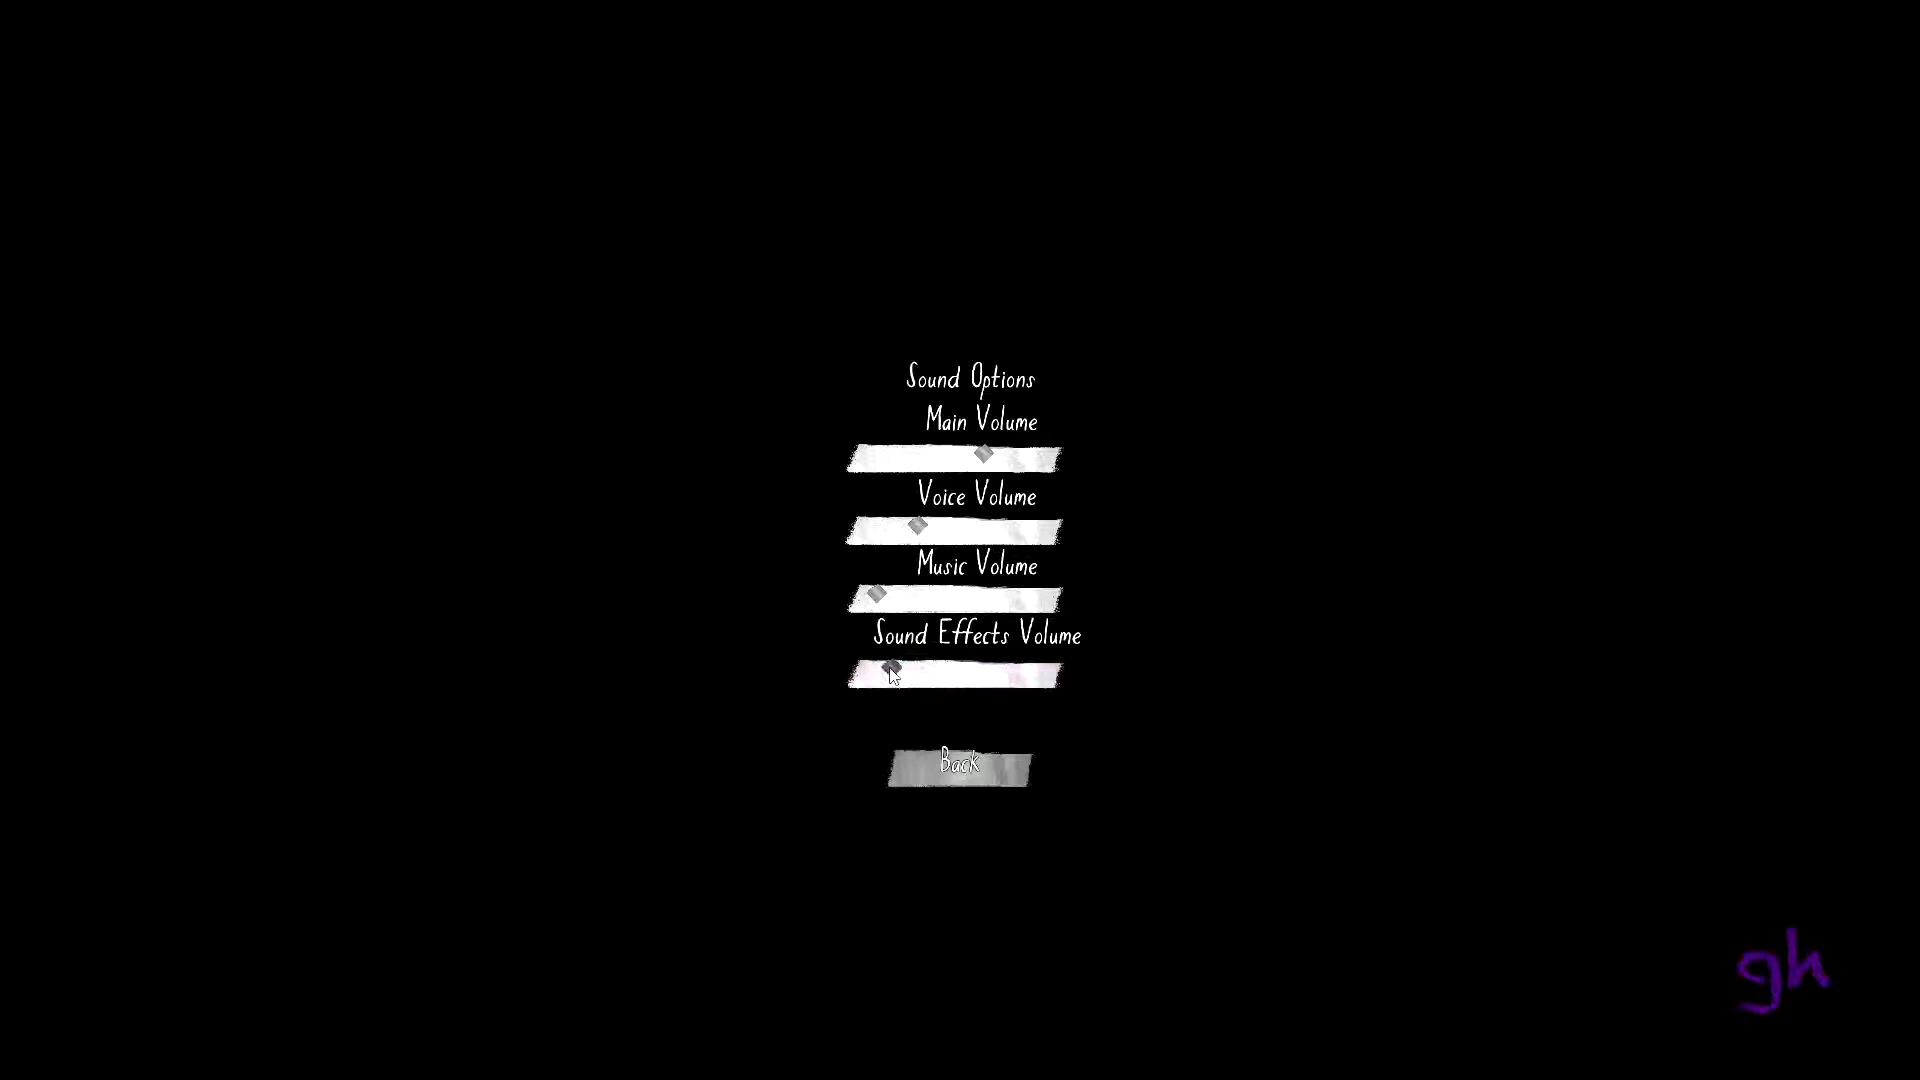 Sound Options
Main Volume
Voice Volume
Music Volume
Sound Effects Volume
Back
gh